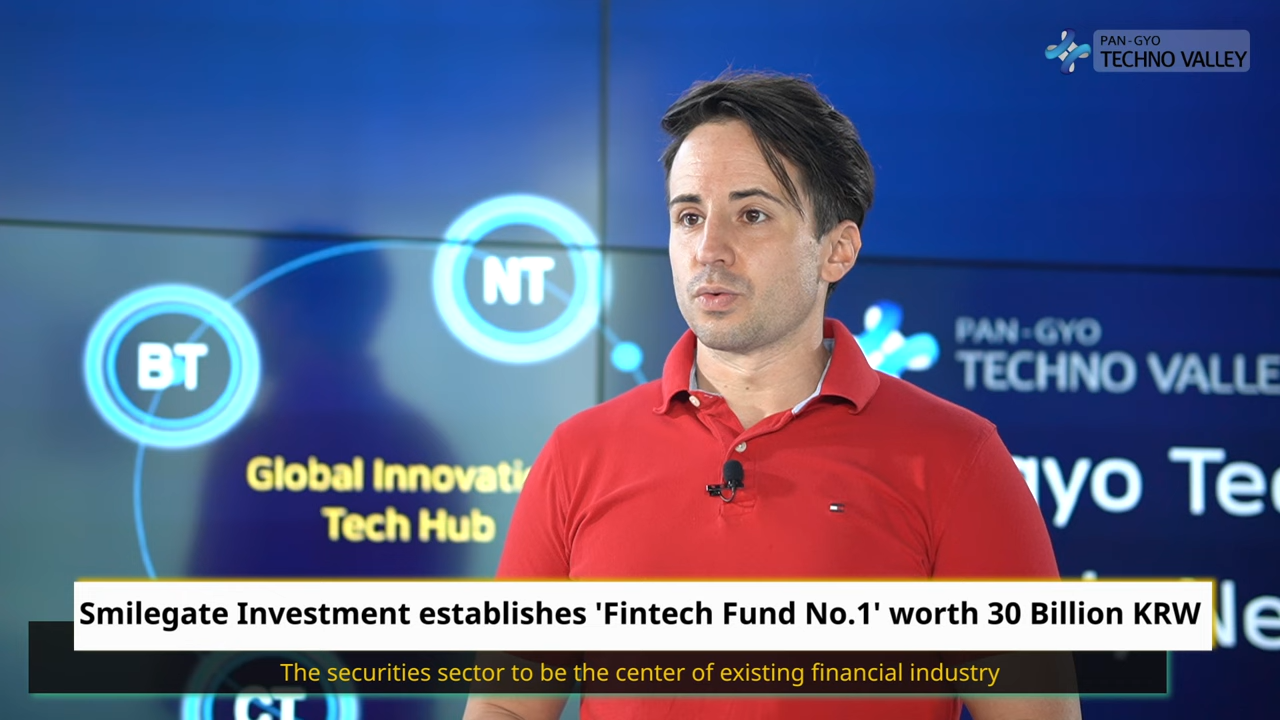 PAN-GYO
TECHNO VALLEY
NT
BT
PAN-GYO
TECHNO VALLE
Global Innovati
Tech Hub
gyo Te
Smilegate Investment establishes 'Fintech Fund No.1' worth 30 Billion KRW
Ne
The securities sector to be the center of existing financial industry
CT